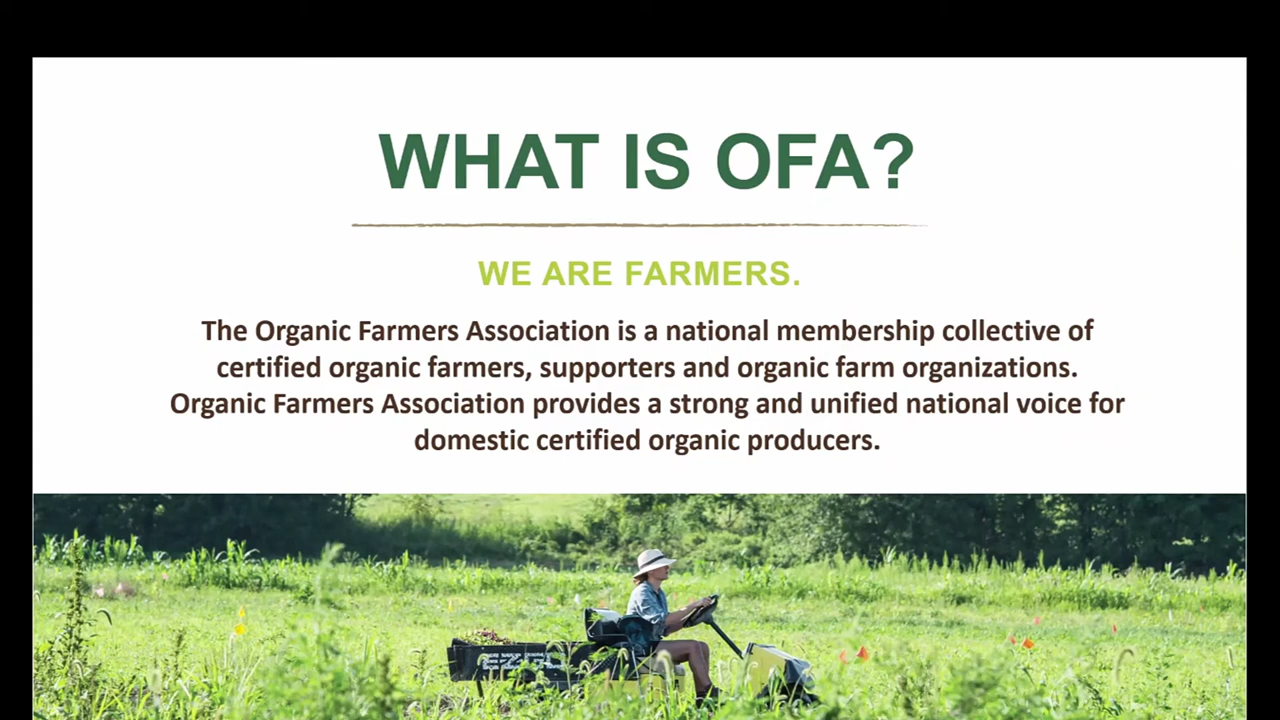 WHAT IS OFA?
WE ARE FARMERS.
The Organic Farmers Association is a national membership collective of
certified organic farmers, supporters and organic farm organizations.
Organic Farmers Association provides a strong and unified national voice for
domestic certified organic producers.